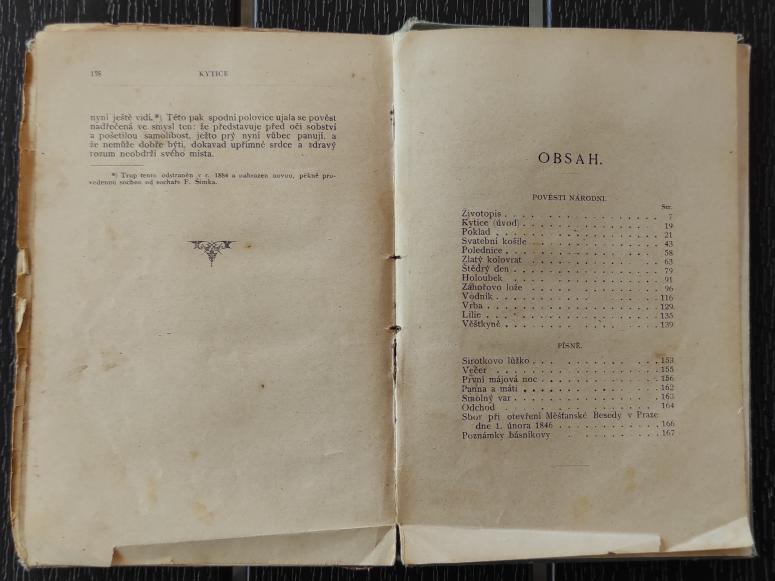 178 KYTICE
nyní ještě vidí.*) Této pak spodní polovice ujala se pověst
nadřečená ve smysl ten: že představuje před oči sobství
a pošetilou samolibost, ježto prý nyní vůbec panují, a
že nemůže dobře býti, dokavad upřímné srdce a zdravý
rozum neobdrží svého místa.
*) Trup tento odstraněn v r. 1884 a nahrazen novou, pěkně pro-
vedenou sochou od sochaře F. Šimka.
OBSAH.
POVĚSTI NÁRODNÍ.
Str.
Životopis . . . . . . . . . . . . . . . . 7
Kytice (úvod) . . . . . . . . . . . . . . 19
Poklad . . . . . . . . . . . . . . . . . 21
Svatební košile . . . . . . . . . . . . . 43
Polednice . . . . . . . . . . . . . . . . 58
Zlatý kolovrat . . . . . . . . . . . . . 63
Štědrý den . . . . . . . . . . . . . . . 79
Holoubek . . . . . . . . . . . . . . . . 91
Záhořovo lože . . . . . . . . . . . . . . 96
Vodník . . . . . . . . . . . . . . . . . 116
Vrba . . . . . . . . . . . . . . . . . . 129
Lilie . . . . . . . . . . . . . . . . . . 135
Věštkyně . . . . . . . . . . . . . . . . 139
PÍSNĚ.
Sirotkovo lůžko . . . . . . . . . . . . . 153
Večer . . . . . . . . . . . . . . . . . . 155
První májová noc . . . . . . . . . . . . 156
Panna a máti . . . . . . . . . . . . . . 162
Smolný var . . . . . . . . . . . . . . . 163
Odchod . . . . . . . . . . . . . . . . . 164
Sbor při otevření Měšťanské Besedy v Praze
dne 1. února 1846 . . . . . . . . . . . . 166
Poznámky básníkovy . . . . . . . . . . . 167